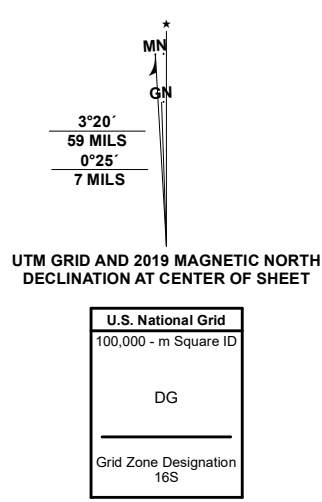 MN
GN
3°20´
59 MILS
0°25´
7 MILS
UTM GRID AND 2019 MAGNETIC NORTH
DECLINATION AT CENTER OF SHEET
U.S. National Grid
100,000 - m Square ID
DG
Grid Zone Designation
16S